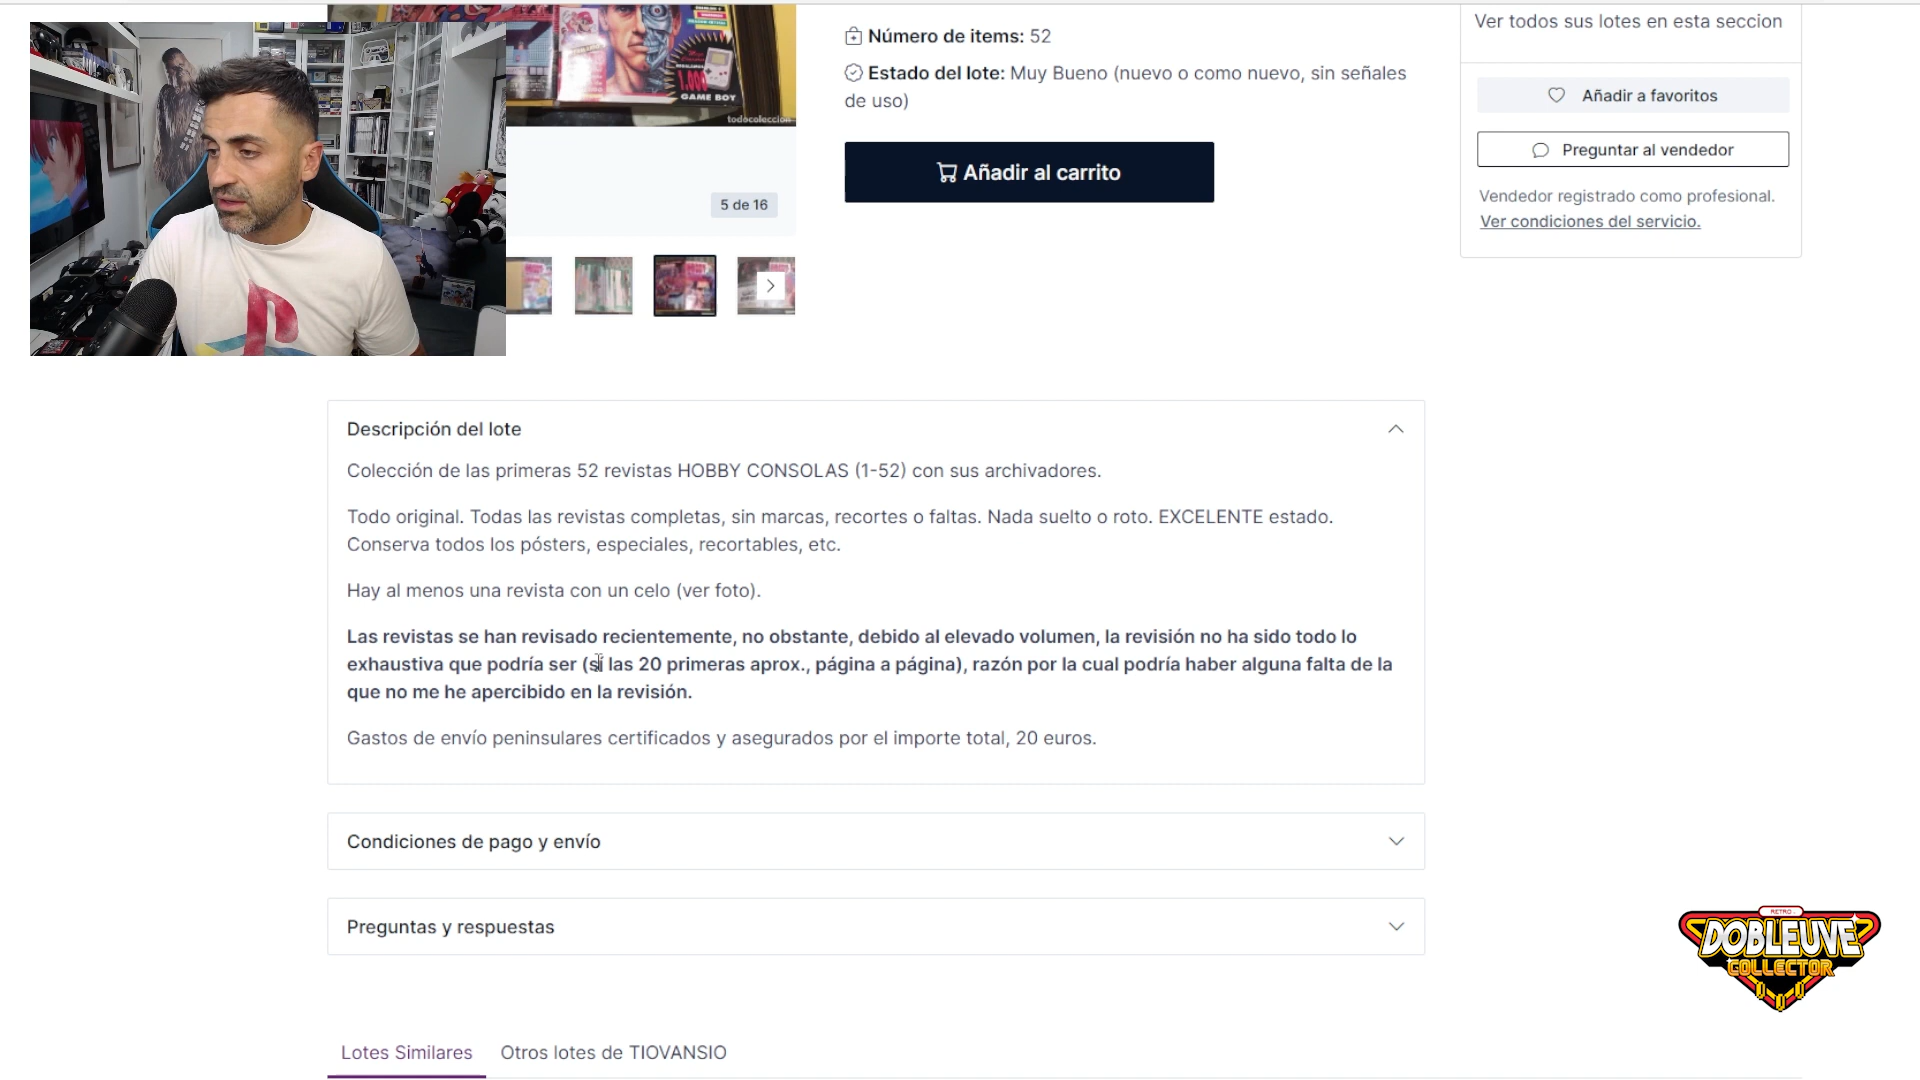 1.000
GAME BOY
todocoleccion
5 de 16
Número de items: 52
Estado del lote: Muy Bueno (nuevo o como nuevo, sin señales
de uso)
Añadir al carrito
Ver todos sus lotes en esta seccion
Añadir a favoritos
Preguntar al vendedor
Vendedor registrado como profesional.
Ver condiciones del servicio.
Descripción del lote
Colección de las primeras 52 revistas HOBBY CONSOLAS (1-52) con sus archivadores.
Todo original. Todas las revistas completas, sin marcas, recortes o faltas. Nada suelto o roto. EXCELENTE estado.
Conserva todos los pósters, especiales, recortables, etc.
Hay al menos una revista con un celo (ver foto).
Las revistas se han revisado recientemente, no obstante, debido al elevado volumen, la revisión no ha sido todo lo
exhaustiva que podría ser (sí las 20 primeras aprox., página a página), razón por la cual podría haber alguna falta de la
que no me he apercibido en la revisión.
Gastos de envío peninsulares certificados y asegurados por el importe total, 20 euros.
Condiciones de pago y envío
Preguntas y respuestas
RETRO
DOBLEUVE
COLLECTOR
Lotes Similares
Otros lotes de TIOVANSIO